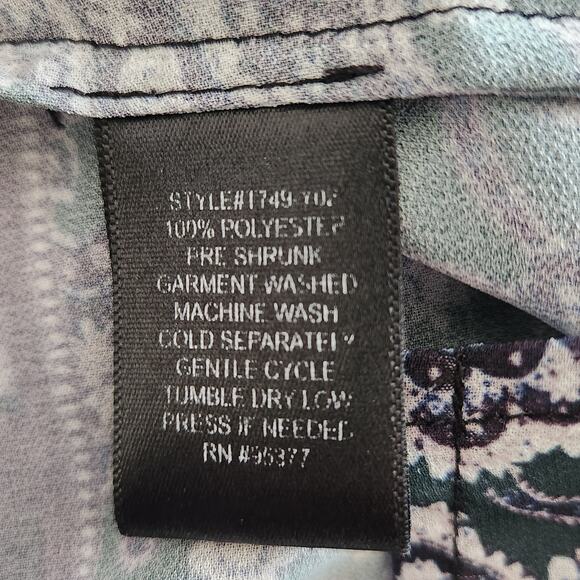 STYLE#1749-Y02
100% POLYESTER
PRE SHRUNK
GARMENT WASHED
MACHINE WASH
COLD SEPARATELY
GENTLE CYCLE
TUMBLE DRY LOW
PRESS IF NEEDED
RN #95377